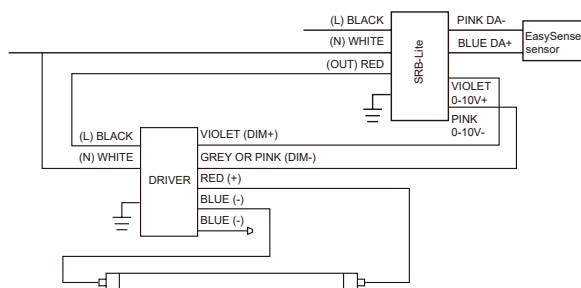 (L) BLACK
(N) WHITE
(OUT) RED
SRB-Lite
PINK DA-
BLUE DA+
EasySense
sensor
VIOLET
0-10V+
PINK
0-10V-
(L) BLACK
(N) WHITE
DRIVER
VIOLET (DIM+)
GREY OR PINK (DIM-)
RED (+)
BLUE (-)
BLUE (-)